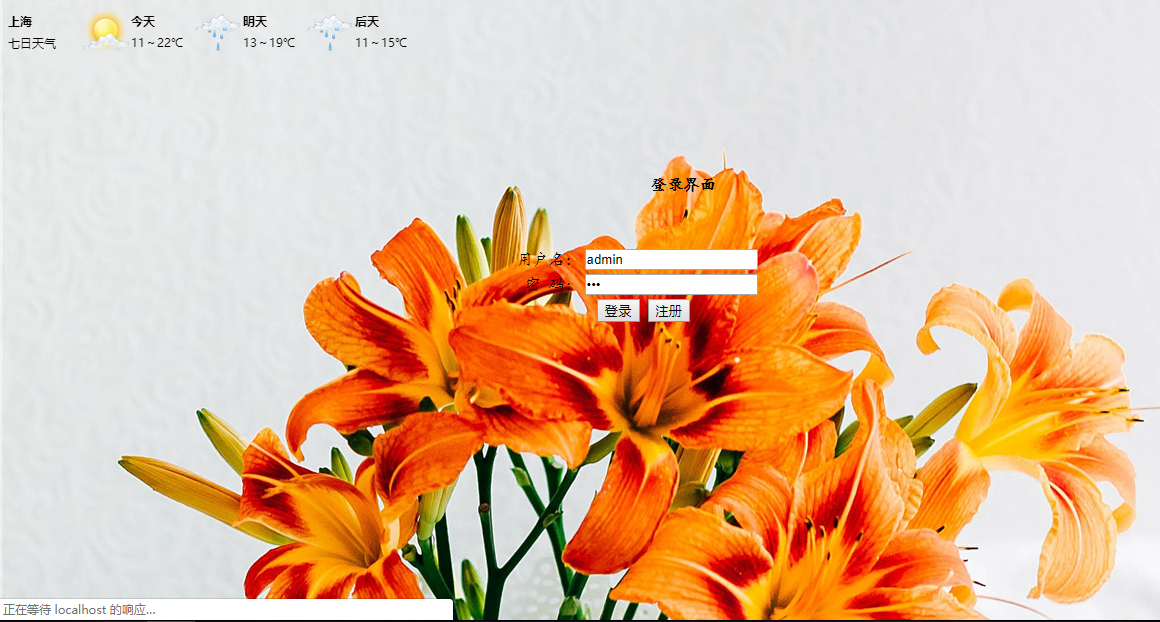 上海 今天 明天 后天
七日天气 11～22℃ 13～19℃ 11～15℃
登录界面
用户名： admin
密 码： •••
登录 注册
正在等待 localhost 的响应...